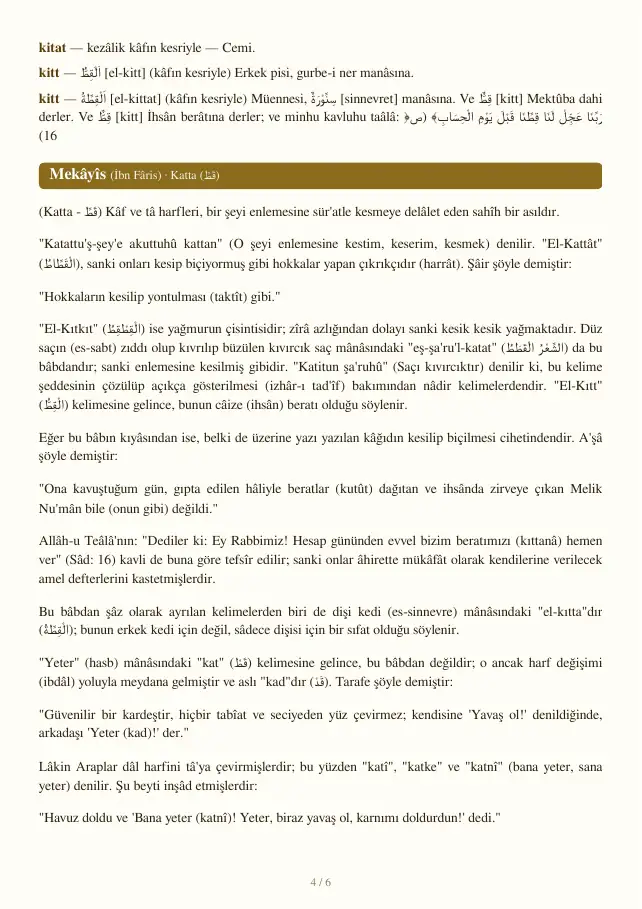 kitat — kezâlik kâfın kesriyle — Cemi.
kitt — اَلْقِطُّ [el-kitt] (kâfın kesriyle) Erkek pisi, gurbe-i ner manâsına.
kitt — اَلْقِطَّةُ [el-kittat] (kâfın kesriyle) Müennesi, سِنَّوْرَةٌ [sinnevret] manâsına. Ve قِطٌّ [kitt] Mektûba dahi
derler. Ve قِطٌّ [kitt] İhsân berâtına derler; ve minhu kavluhu taâlâ: ﴿رَبَّنَا عَجِّلْ لَنَا قِطَّنَا قَبْلَ يَوْمِ الْحِسَابِ﴾ (ص
(16
Mekâyîs (İbn Fâris) · Katta (قَطَّ)
(Katta - قَطَّ) Kâf ve tâ harfleri, bir şeyi enlemesine sür'atle kesmeye delâlet eden sahîh bir asıldır.
"Katattu'ş-şey'e akuttuhû kattan" (O şeyi enlemesine kestim, keserim, kesmek) denilir. "El-Kattât"
(الْقَطَّاطُ), sanki onları kesip biçiyormış gibi hokkalar yapan çıkrıkçıdır (harrât). Şâir şöyle demiştir:
"Hokkaların kesilip yontulması (taktît) gibi."
"El-Kıtkıt" (الْقِطْقِطُ) ise yağmurun çisintisidir; zîrâ azlığından dolayı sanki kesik kesik yağmaktadır. Düz
saçın (es-sabt) zıddı olup kıvrılıp büzülen kıvırcık saç mânâsındaki "eş-şa'ru'l-katat" (الشَّعْرُ الْقَطَطُ) da bu
bâbdandır; sanki enlemesine kesilmiş gibidir. "Katitun şa'ruhû" (Saçı kıvırcıktır) denilir ki, bu kelime
şeddesinin çözülüp açıkça gösterilmesi (izhâr-ı tad'îf) bakımından nâdir kelimelerdendir. "El-Kıtt"
(الْقِطُّ) kelimesine gelince, bunun câize (ihsân) beratı olduğu söylenir.
Eğer bu bâbın kıyâsından ise, belki de üzerine yazı yazılan kâğıdın kesilip biçilmesi cihetindendir. A'şâ
şöyle demiştir:
"Ona kavuştuğum gün, gıpta edilen hâliyle beratlar (kutût) dağıtan ve ihsânda zirveye çıkan Melik
Nu'mân bile (onun gibi) değildi."
Allâh-u Teâlâ'nın: "Dediler ki: Ey Rabbimiz! Hesap gününden evvel bizim beratımızı (kıttanâ) hemen
ver" (Sâd: 16) kavli de buna göre tefsîr edilir; sanki onlar âhirette mükâfât olarak kendilerine verilecek
amel defterlerini kastetmişlerdir.
Bu bâbdan şâz olarak ayrılan kelimelerden biri de dişi kedi (es-sinnevre) mânâsındaki "el-kıtta"dır
(الْقِطَّةُ); bunun erkek kedi için değil, sâdece dişisi için bir sıfat olduğu söylenir.
"Yeter" (hasb) mânâsındaki "kat" (قَطْ) kelimesine gelince, bu bâbdan değildir; o ancak harf değişimi
(ibdâl) yoluyla meydana gelmiştir ve aslı "kad"dır (قَدْ). Tarafe şöyle demiştir:
"Güvenilir bir kardeştir, hiçbir tabîat ve seciyeden yüz çevirmez; kendisine 'Yavaş ol!' denildiğinde,
arkadaşı 'Yeter (kad)!' der."
Lâkin Araplar dâl harfini tâ'ya çevirmişlerdir; bu yüzden "katî", "katke" ve "katnî" (bana yeter, sana
yeter) denilir. Şu beyti inşâd etmişlerdir:
"Havuz doldu ve 'Bana yeter (katnî)! Yeter, biraz yavaş ol, karnımı doldurdun!' dedi."
4 / 6